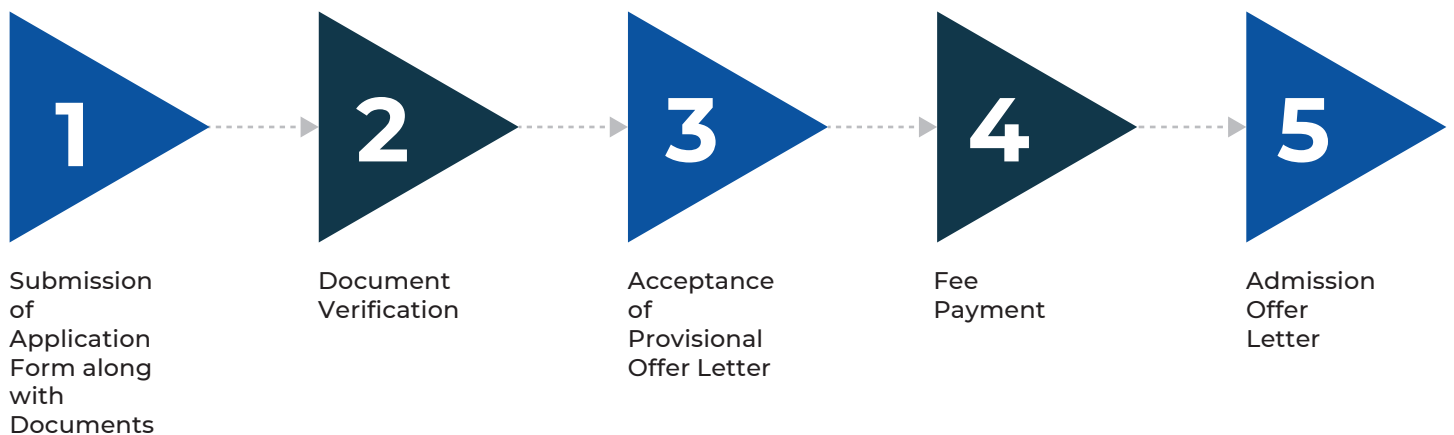 1
Submission
of
Application
Form along
with
Documents
2
Document
Verification
3
Acceptance
of
Provisional
Offer Letter
4
Fee
Payment
5
Admission
Offer
Letter